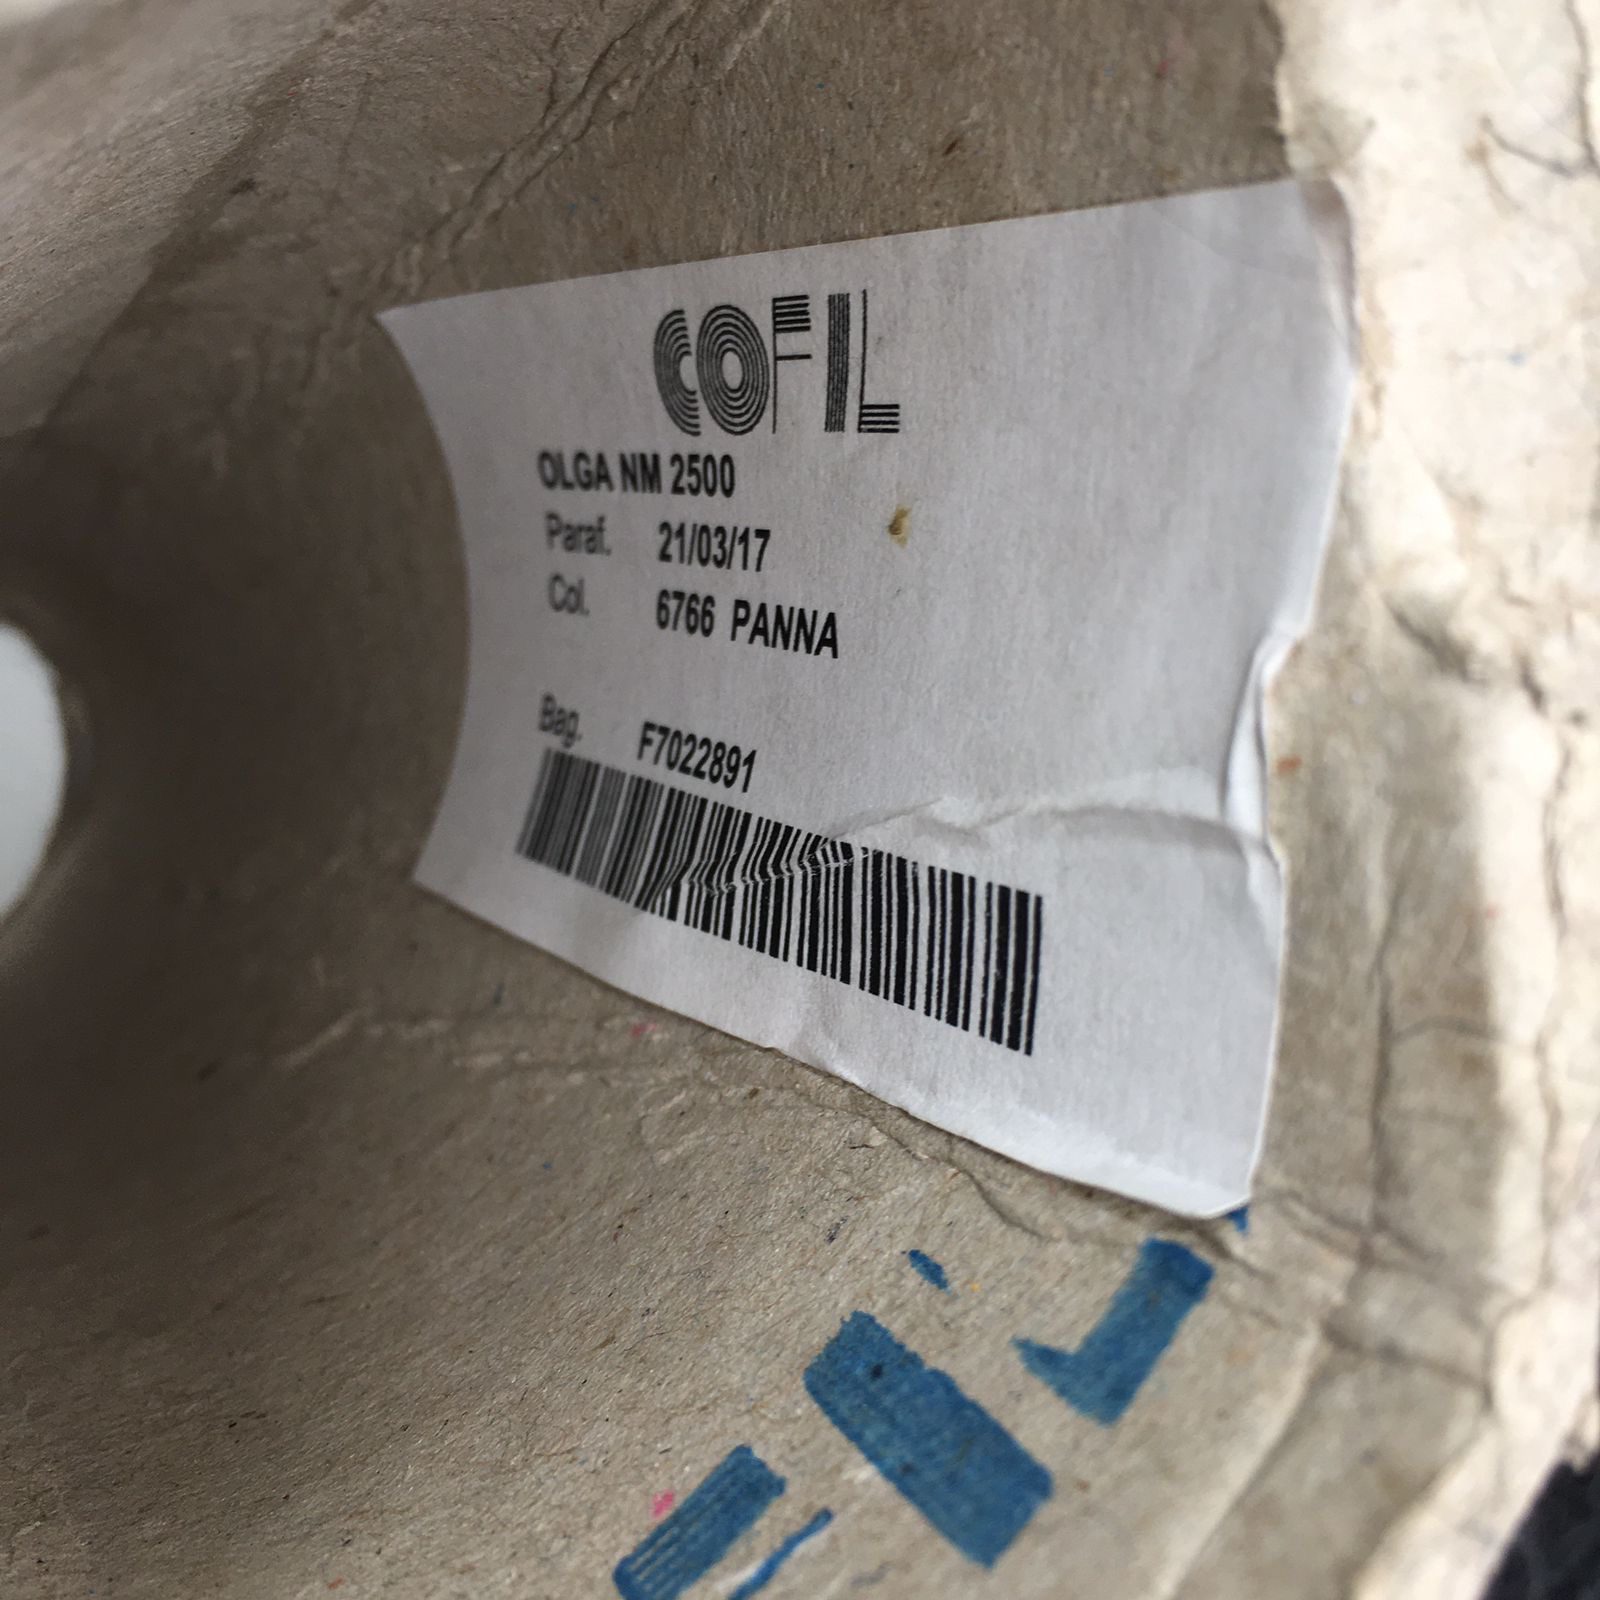 COFIL
OLGA NM 2500
Paraf. 21/03/17
Col. 6766 PANNA
Bag. F7022891